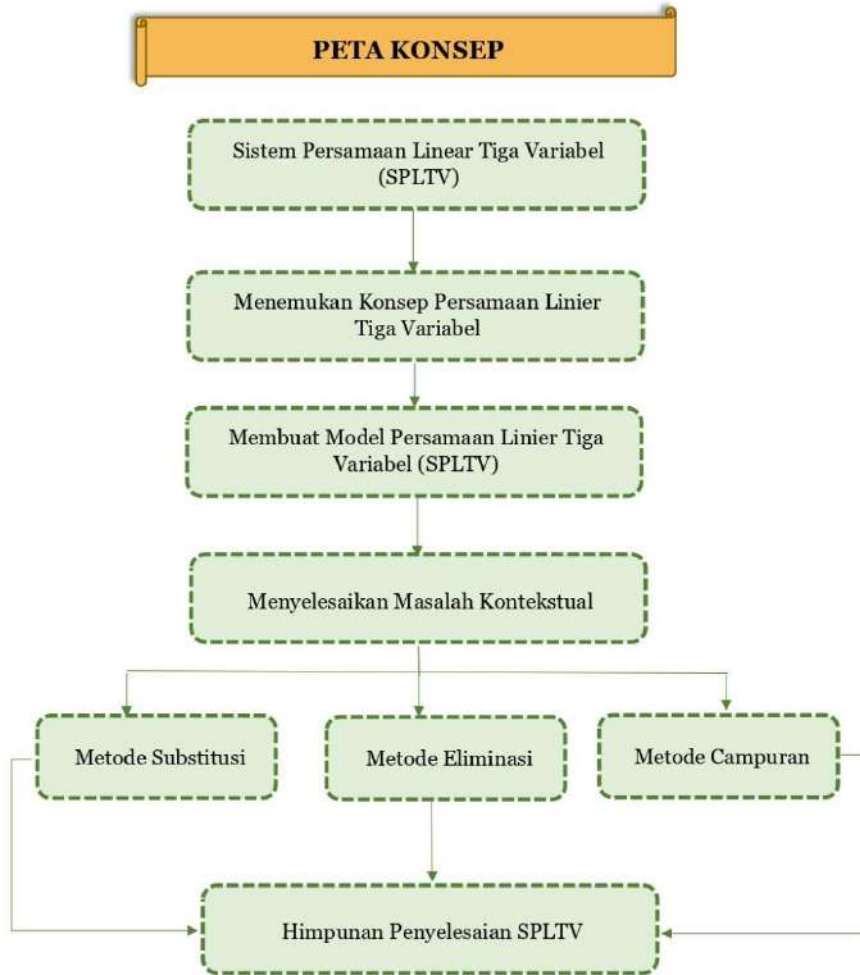 PETA KONSEP
Sistem Persamaan Linear Tiga Variabel
(SPLTV)
Menemukan Konsep Persamaan Linier
Tiga Variabel
Membuat Model Persamaan Linier Tiga
Variabel (SPLTV)
Menyelesaikan Masalah Kontekstual
Metode Substitusi
Metode Eliminasi
Metode Campuran
Himpunan Penyelesaian SPLTV